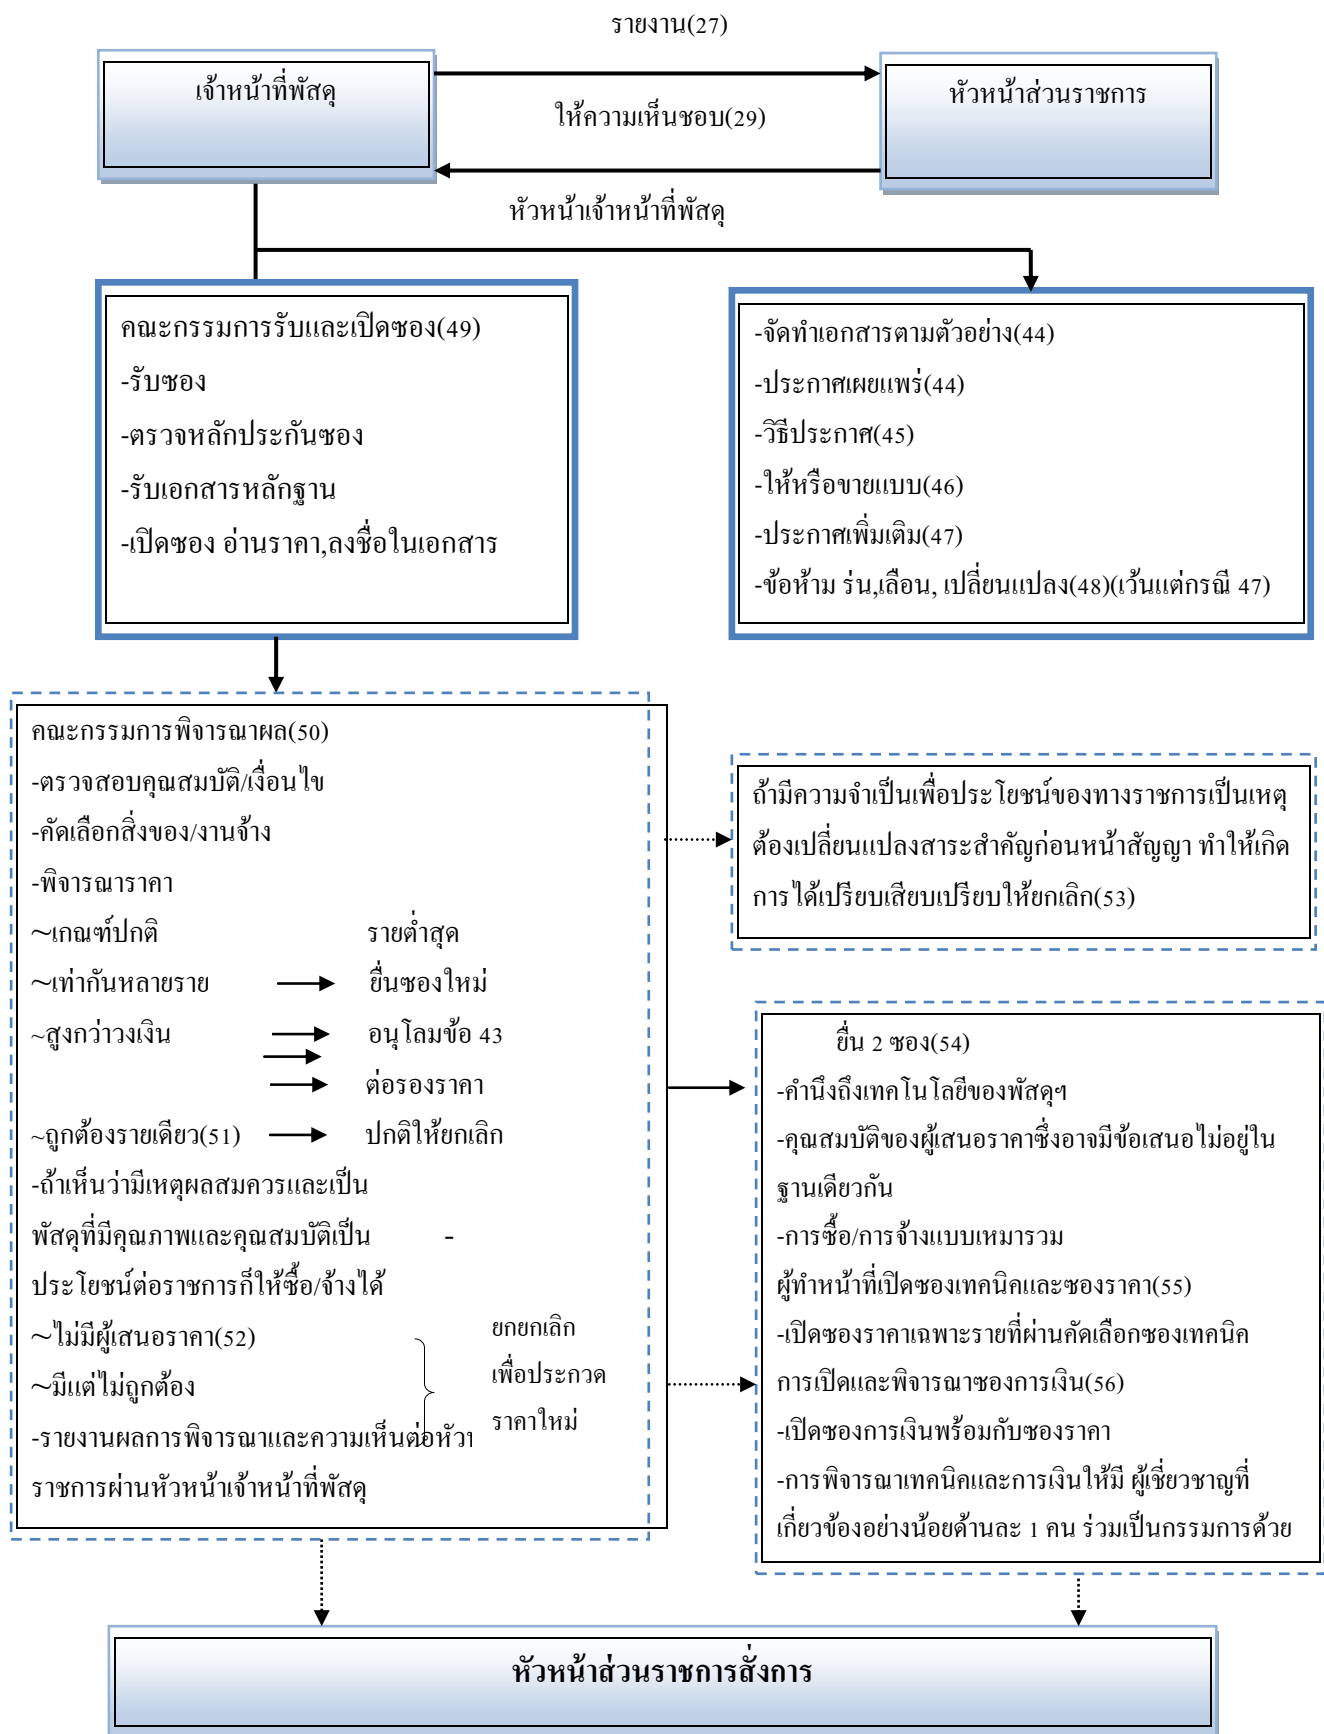 รายงาน(27)
เจ้าหน้าที่พัสดุ
หัวหน้าส่วนราชการ
ให้ความเห็นชอบ(29)
หัวหน้าเจ้าหน้าที่พัสดุ
คณะกรรมการรับและเปิดซอง(49)
-รับซอง
-ตรวจหลักประกันซอง
-รับเอกสารหลักฐาน
-เปิดซอง อ่านราคา,ลงชื่อในเอกสาร
-จัดทำเอกสารตามตัวอย่าง(44)
-ประกาศเผยแพร่(44)
-วิธีประกาศ(45)
-ให้หรือขายแบบ(46)
-ประกาศเพิ่มเติม(47)
-ข้อห้าม ร่น,เลือน, เปลี่ยนแปลง(48)(เว้นแต่กรณี 47)
คณะกรรมการพิจารณาผล(50)
-ตรวจสอบคุณสมบัติ/เงื่อนไข
-คัดเลือกสิ่งของ/งานจ้าง
-พิจารณาราคา
~เกณฑ์ปกติ รายต่ำสุด
~เท่ากันหลายราย ยื่นซองใหม่
~สูงกว่าวงเงิน อนุโลมข้อ 43
ต่อรองราคา
~ถูกต้องรายเดียว(51) ปกติให้ยกเลิก
-ถ้าเห็นว่ามีเหตุผลสมควรและเป็น
พัสดุที่มีคุณภาพและคุณสมบัติเป็น -
ประโยชน์ต่อราชการก็ให้ซื้อ/จ้างได้
~ไม่มีผู้เสนอราคา(52)
~มีแต่ไม่ถูกต้อง
ยกยกเลิก
เพื่อประกวด
ราคาใหม่
-รายงานผลการพิจารณาและความเห็นต่อหัวห
ราชการผ่านหัวหน้าเจ้าหน้าที่พัสดุ
ถ้ามีความจำเป็นเพื่อประโยชน์ของทางราชการเป็นเหตุ
ต้องเปลี่ยนแปลงสาระสำคัญก่อนหน้าสัญญา ทำให้เกิด
การได้เปรียบเสียบเปรียบให้ยกเลิก(53)
ยื่น 2 ซอง(54)
-คำนึงถึงเทคโนโลยีของพัสดุฯ
-คุณสมบัติของผู้เสนอราคาซึ่งอาจมีข้อเสนอไม่อยู่ใน
ฐานเดียวกัน
-การซื้อ/การจ้างแบบเหมารวม
ผู้ทำหน้าที่เปิดซองเทคนิคและซองราคา(55)
-เปิดซองราคาเฉพาะรายที่ผ่านคัดเลือกซองเทคนิค
การเปิดและพิจารณาซองการเงิน(56)
-เปิดซองการเงินพร้อมกับซองราคา
-การพิจารณาเทคนิคและการเงินให้มี ผู้เชี่ยวชาญที่
เกี่ยวข้องอย่างน้อยด้านละ 1 คน ร่วมเป็นกรรมการด้วย
หัวหน้าส่วนราชการสั่งการ